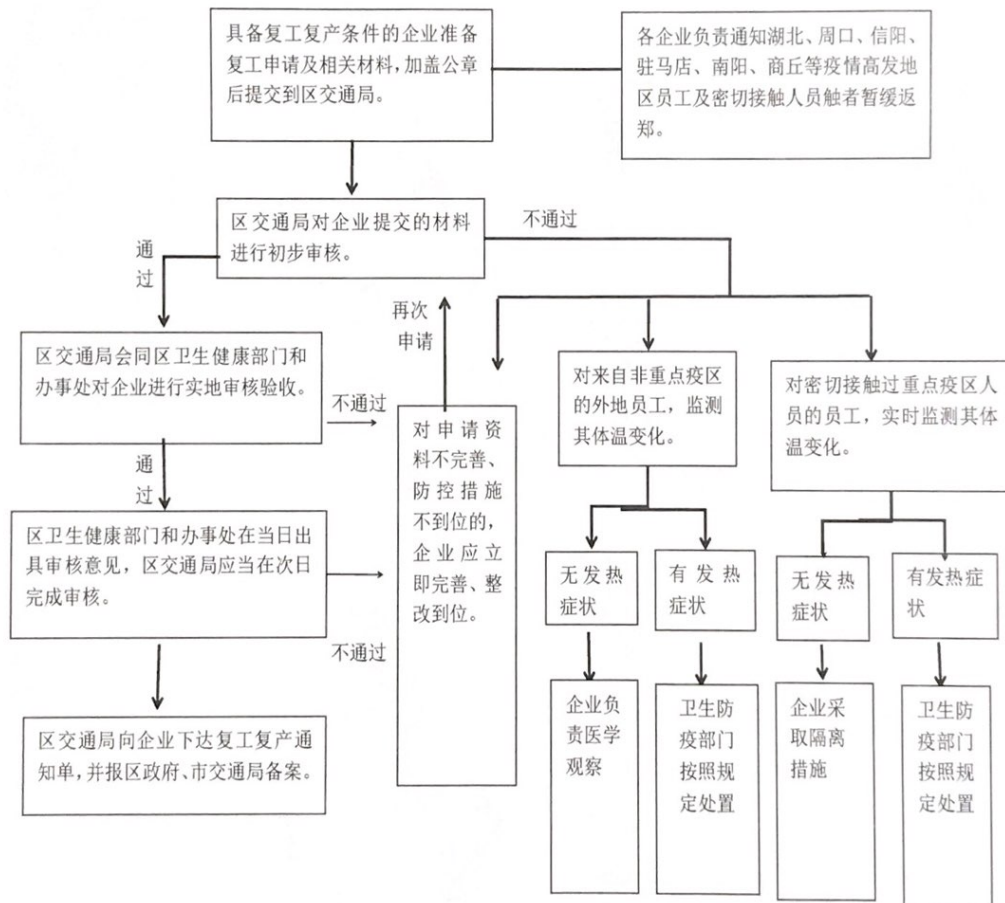 具备复工复产条件的企业准备
复工申请及相关材料,加盖公章
后提交到区交通局。
各企业负责通知湖北、周口、信阳、
驻马店、南阳、商丘等疫情高发地
区员工及密切接触人员触者暂缓返
郑。
区交通局对企业提交的材料
进行初步审核。
不通过
通
过
再次
申请
区交通局会同区卫生健康部门和
办事处对企业进行实地审核验收。
不通过
对来自非重点疫区
的外地员工，监测
其体温变化。
对密切接触过重点疫区人
员的员工,实时监测其体
温变化。
对申请资
料不完善、
防控措施
不到位的，
企业应立
即完善、整
改到位。
通
过
区卫生健康部门和办事处在当日出
具审核意见，区交通局应当在次日
完成审核。
不通过
无发热
症状
有发热
症状
无发热
症状
有发热症
状
区交通局向企业下达复工复产通
知单,并报区政府、市交通局备案。
企业负
责医学
观察
卫生防
疫部门
按照规
定处置
企业采
取隔离
措施
卫生防
疫部门
按照规
定处置